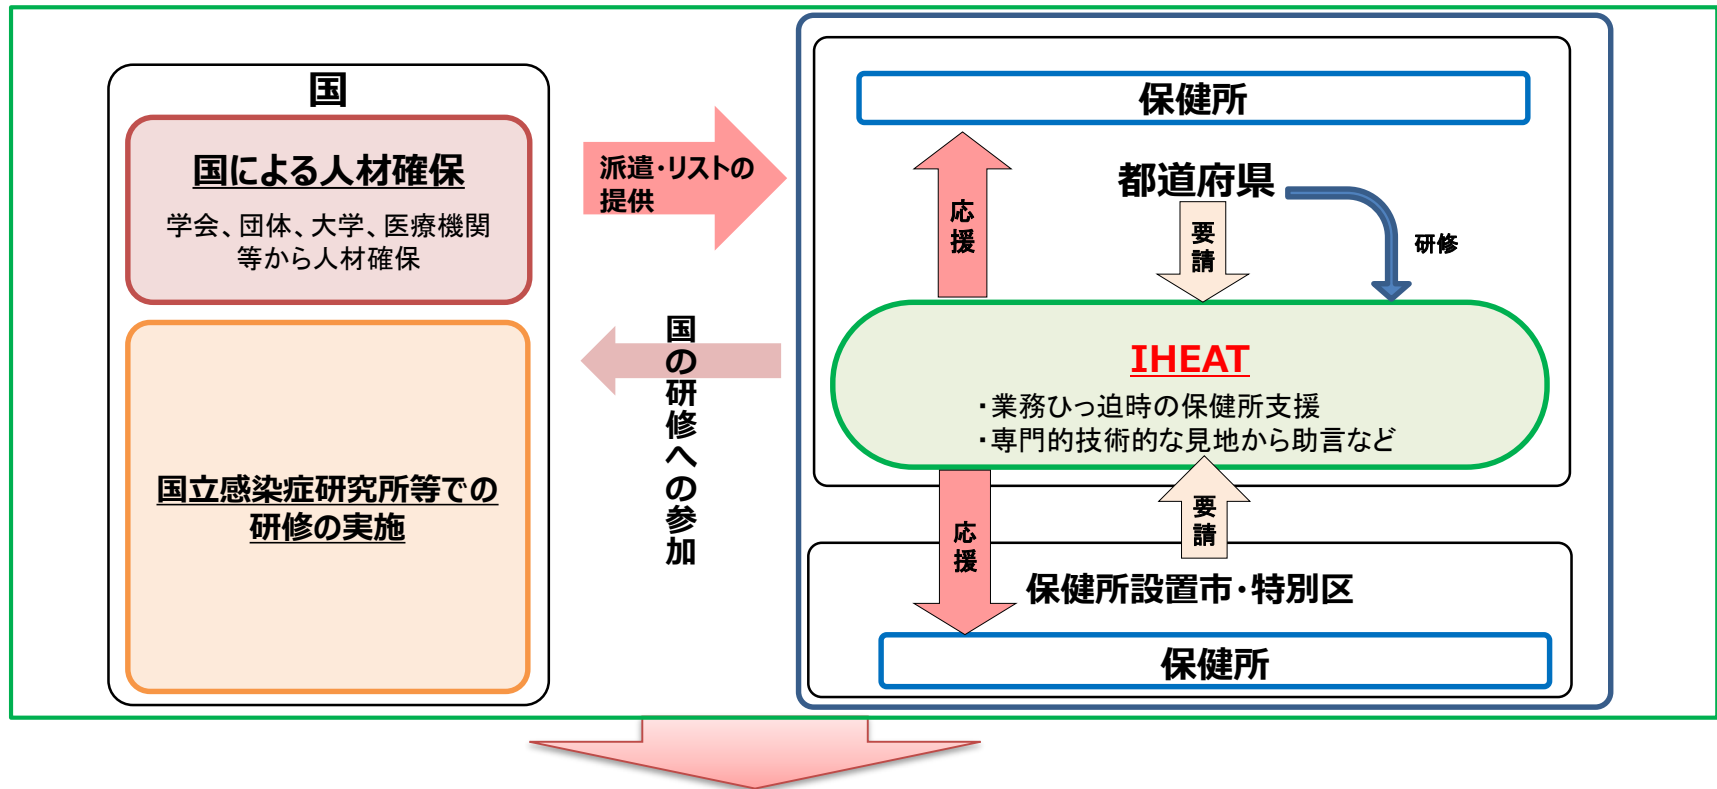 国
国による人材確保
学会、団体、大学、医療機関
等から人材確保
国立感染症研究所等での
研修の実施
派遣・リストの
提供
国の研修への参加
保健所
都道府県
応援
要請
研修
IHEAT
・業務ひっ迫時の保健所支援
・専門的技術的な見地から助言など
応援
要請
保健所設置市・特別区
保健所